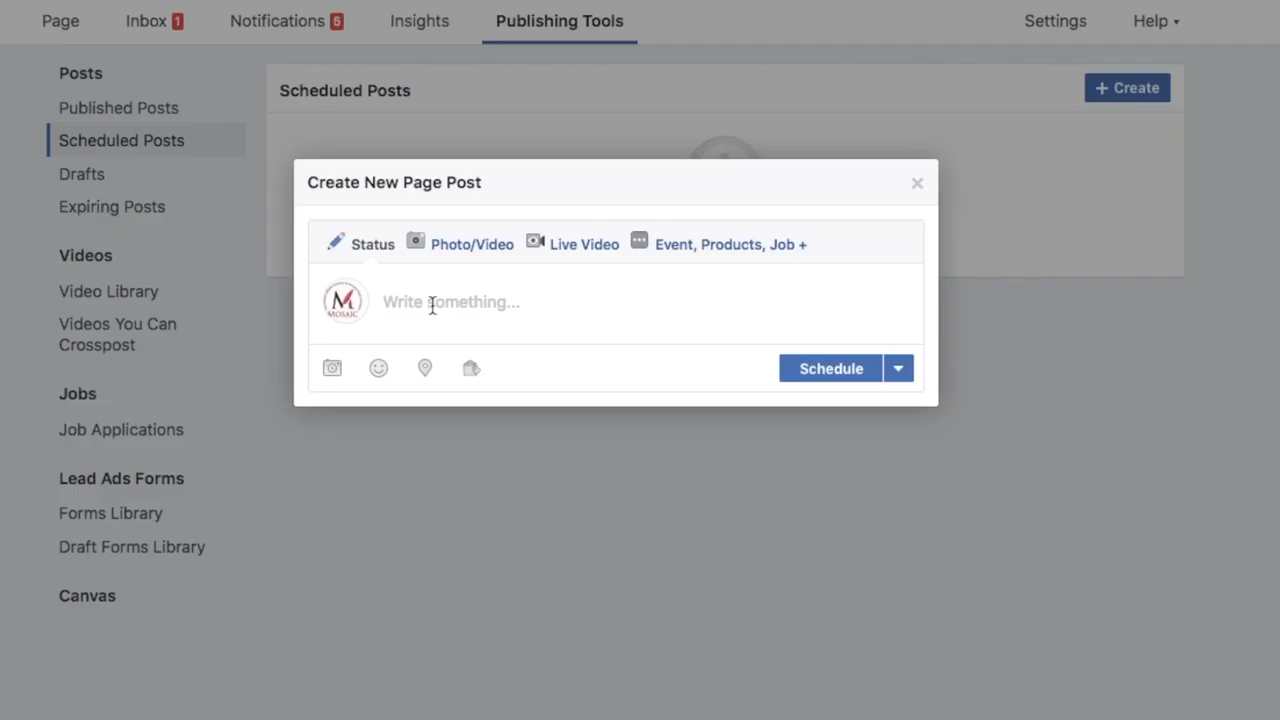 Page Inbox 1 Notifications 5 Insights Publishing Tools Settings Help
Posts
Published Posts
Scheduled Posts
Drafts
Expiring Posts
Videos
Video Library
Videos You Can
Crosspost
Jobs
Job Applications
Lead Ads Forms
Forms Library
Draft Forms Library
Canvas
Scheduled Posts
+ Create
Create New Page Post
Status Photo/Video Live Video Event, Products, Job +
M
MOSAIC
Write something...
Schedule